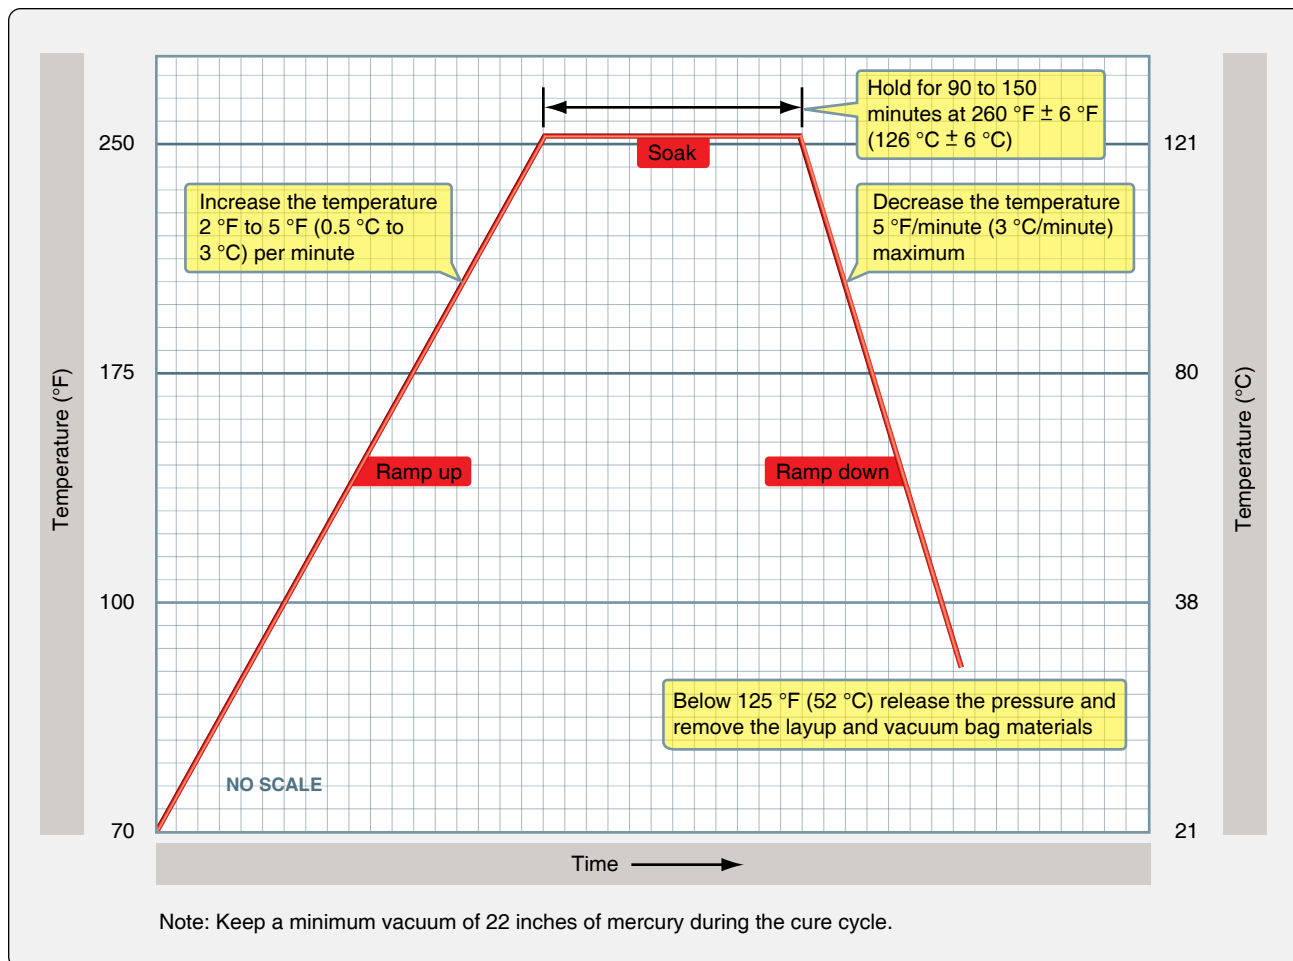 Hold for 90 to 150
minutes at 260 °F ± 6 °F
(126 °C ± 6 °C)
250
121
Soak
Increase the temperature
2 °F to 5 °F (0.5 °C to
3 °C) per minute
Decrease the temperature
5 °F/minute (3 °C/minute)
maximum
175
80
Temperature (°F)
Temperature (°C)
Ramp up
Ramp down
100
38
Below 125 °F (52 °C) release the pressure and
remove the layup and vacuum bag materials
NO SCALE
70
21
Time
Note: Keep a minimum vacuum of 22 inches of mercury during the cure cycle.